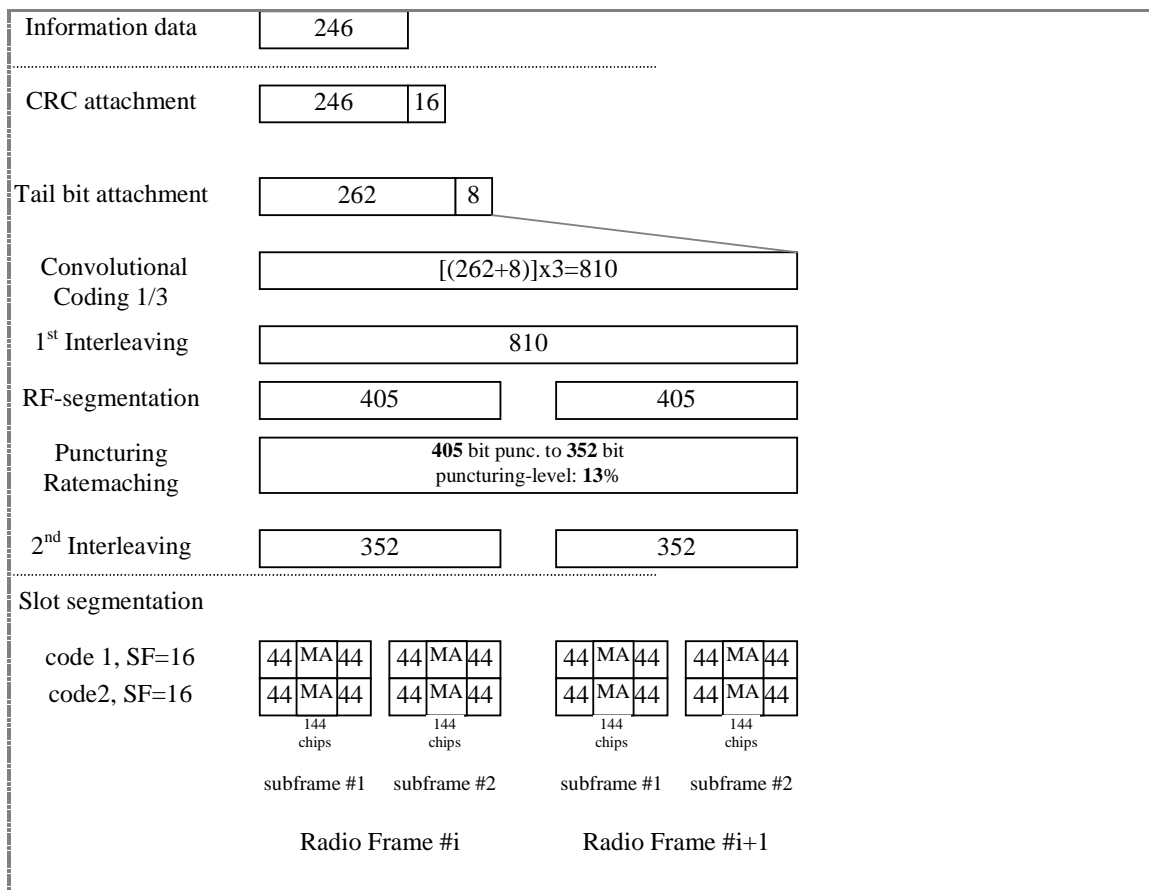 Information data 246
CRC attachment 246 16
Tail bit attachment 262 8
Convolutional
Coding 1/3
[(262+8)]x3=810
1st Interleaving 810
RF-segmentation 405 405
Puncturing
Ratemaching
405 bit punc. to 352 bit
puncturing-level: 13%
2nd Interleaving 352 352
Slot segmentation
code 1, SF=16 44 MA 44 44 MA 44 44 MA 44 44 MA 44
code2, SF=16 44 MA 44 44 MA 44 44 MA 44 44 MA 44
144 144 144 144
chips chips chips chips
subframe #1 subframe #2 subframe #1 subframe #2
Radio Frame #i Radio Frame #i+1